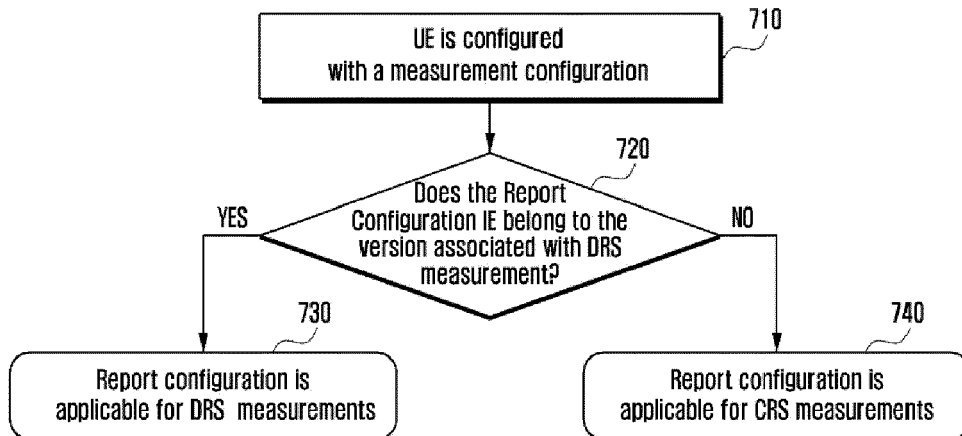 710
UE is configured
with a measurement configuration
720
Does the Report
Configuration IE belong to the
version associated with DRS
measurement?
YES
NO
730
Report configuration is
applicable for DRS measurements
740
Report configuration is
applicable for CRS measurements